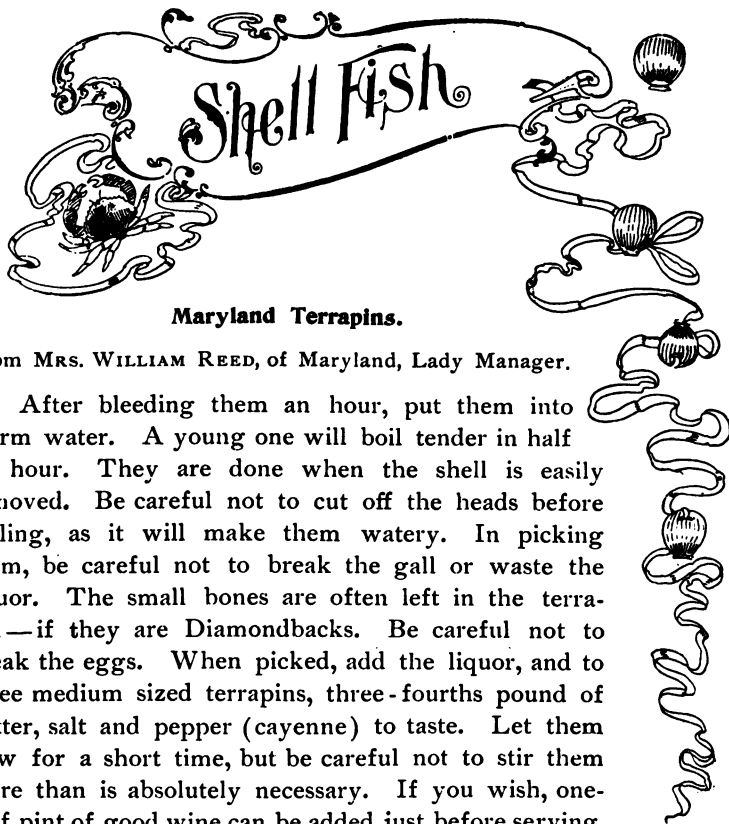 Shell Fish
Maryland Terrapins.
om MRS. WILLIAM REED, of Maryland, Lady Manager.
After bleeding them an hour, put them into
rm water. A young one will boil tender in half
hour. They are done when the shell is easily
moved. Be careful not to cut off the heads before
ling, as it will make them watery. In picking
m, be careful not to break the gall or waste the
uor. The small bones are often left in the terra-
—if they are Diamondbacks. Be careful not to
eak the eggs. When picked, add the liquor, and to
ee medium sized terrapins, three-fourths pound of
tter, salt and pepper (cayenne) to taste. Let them
w for a short time, but be careful not to stir them
re than is absolutely necessary. If you wish, one-
f pint of good wine can be added just before serving.